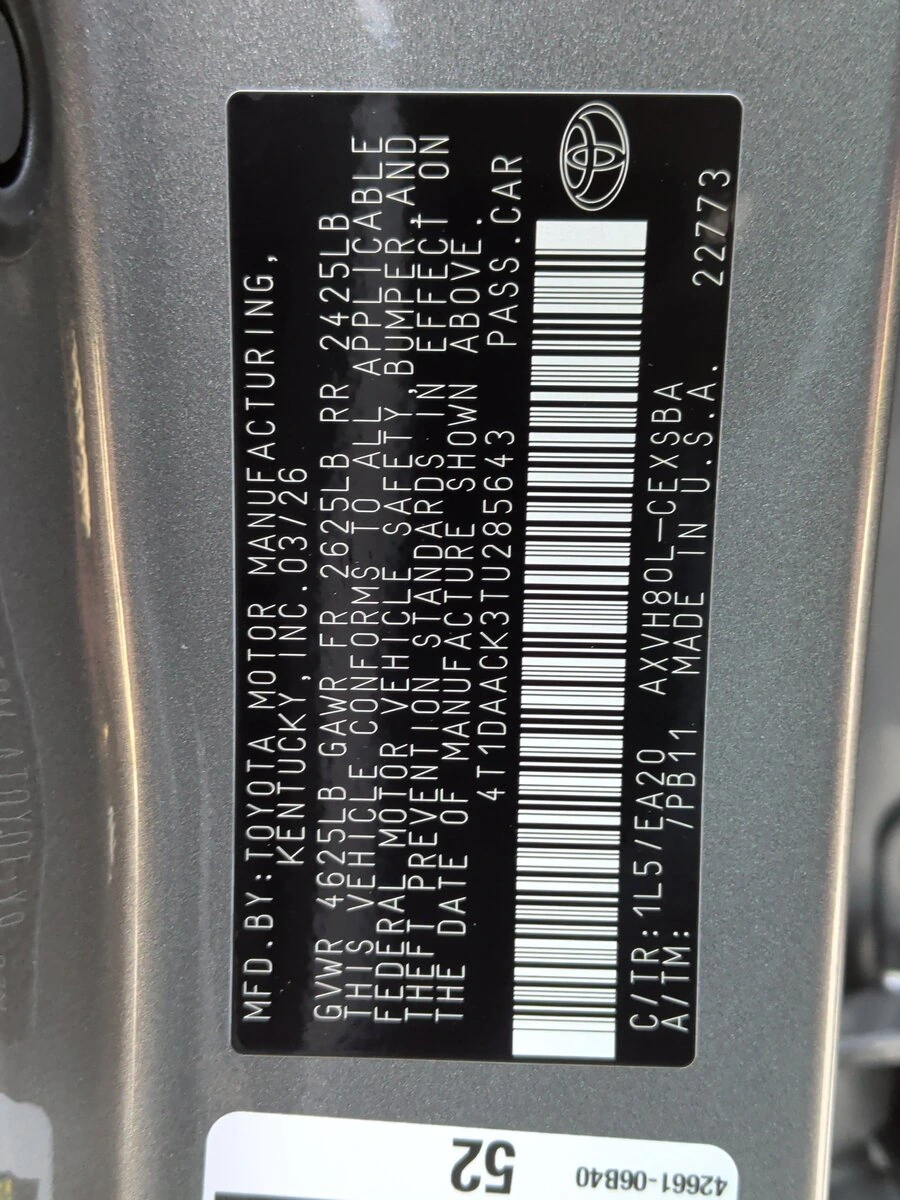 MFD.BY:TOYOTA MOTOR MANUFACTURING,
KENTUCKY, INC.03/26
GVWR 4625LB GAWR FR 2625LB RR 2425LB
THIS VEHICLE CONFORMS TO ALL APPLICABLE
FEDERAL MOTOR VEHICLE SAFETY,BUMPER,AND
THEFT PREVENTION STANDARDS IN EFFECT ON
THE DATE OF MANUFACTURE SHOWN ABOVE.
4T1DAACK3TU285643 PASS.CAR
C/TR:1L5/EA20 AXVH80L-CEXSBA
A/TM: /PB11 MADE IN U.S.A. 22773
52
42661-06B40